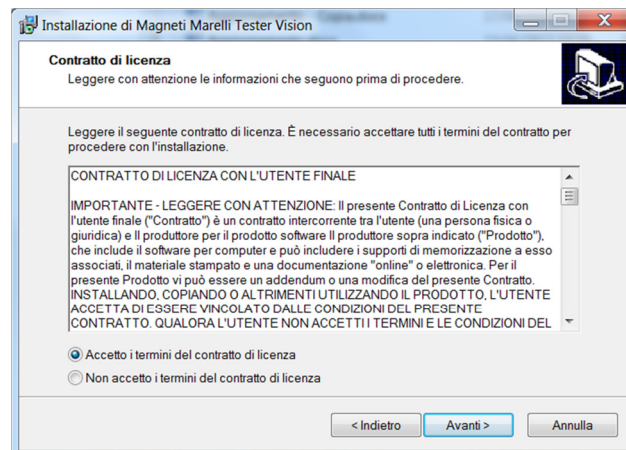 Installazione di Magneti Marelli Tester Vision
Contratto di licenza
Leggere con attenzione le informazioni che seguono prima di procedere.
Leggere il seguente contratto di licenza. È necessario accettare tutti i termini del contratto per
procedere con l'installazione.
CONTRATTO DI LICENZA CON L'UTENTE FINALE
IMPORTANTE - LEGGERE CON ATTENZIONE: Il presente Contratto di Licenza con
l'utente finale ("Contratto") è un contratto intercorrente tra l'utente (una persona fisica o
giuridica) e Il produttore per il prodotto software Il produttore sopra indicato ("Prodotto"),
che include il software per computer e può includere i supporti di memorizzazione a esso
associati, il materiale stampato e una documentazione "online" o elettronica. Per il
presente Prodotto vi può essere un addendum o una modifica del presente Contratto.
INSTALLANDO, COPIANDO O ALTRIMENTI UTILIZZANDO IL PRODOTTO, L'UTENTE
ACCETTA DI ESSERE VINCOLATO DALLE CONDIZIONI DEL PRESENTE
CONTRATTO. QUALORA L'UTENTE NON ACCETTI I TERMINI E LE CONDIZIONI DEL
Accetto i termini del contratto di licenza
Non accetto i termini del contratto di licenza
< Indietro
Avanti >
Annulla